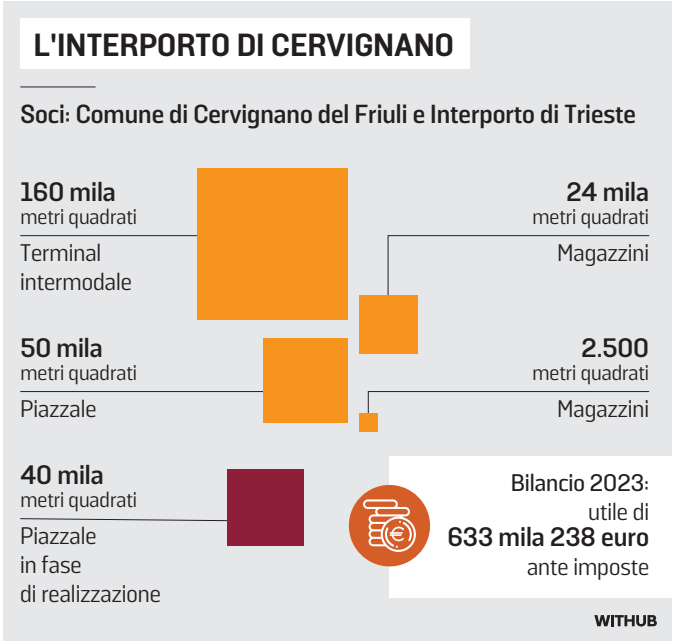 L'INTERPORTO DI CERVIGNANO
Soci: Comune di Cervignano del Friuli e Interporto di Trieste
160 mila
metri quadrati
Terminal
intermodale
24 mila
metri quadrati
Magazzini
50 mila
metri quadrati
Piazzale
2.500
metri quadrati
Magazzini
40 mila
metri quadrati
Piazzale
in fase
di realizzazione
€
Bilancio 2023:
utile di
633 mila 238 euro
ante imposte
WITHUB